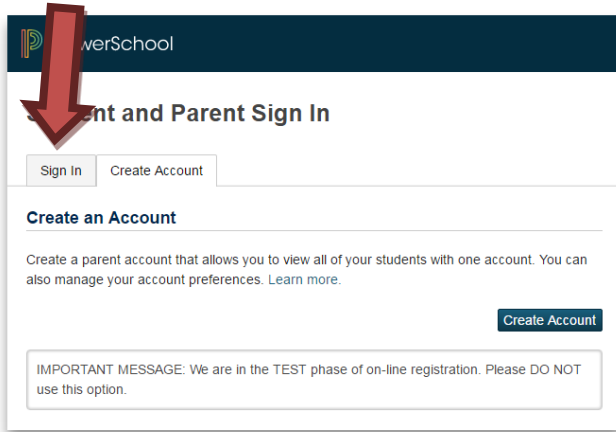 werSchool
ent and Parent Sign In
Sign In Create Account
Create an Account
Create a parent account that allows you to view all of your students with one account. You can
also manage your account preferences. Learn more.
Create Account
IMPORTANT MESSAGE: We are in the TEST phase of on-line registration. Please DO NOT
use this option.